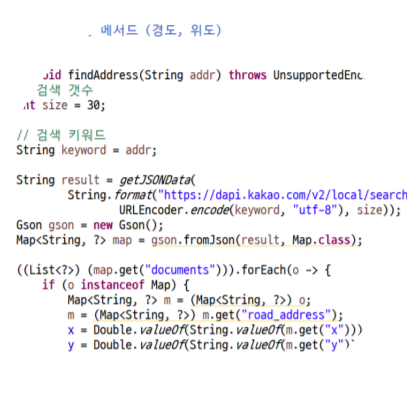 메서드 (경도, 위도)
findAddress(String addr) throws
검색 갯수
size = 30;
// 검색 키워드
String keyword = addr;
String result = getJSONData(
String.format("https://dapi.kakao.com/v2/local/search
URLEncoder.encode(keyword, "utf-8"), size));
Gson gson = new Gson();
Map<String, ?> map = gson.fromJson(result, Map.class);
((List<?>) (map.get("documents"))).forEach(o -> {
if (o instanceof Map) {
Map<String, ?> m = (Map<String, ?>) o;
m = (Map<String, ?>) m.get("road_address");
x = Double.valueOf(String.valueOf(m.get("x")))
y = Double.valueOf(String.valueOf(m.get("y")